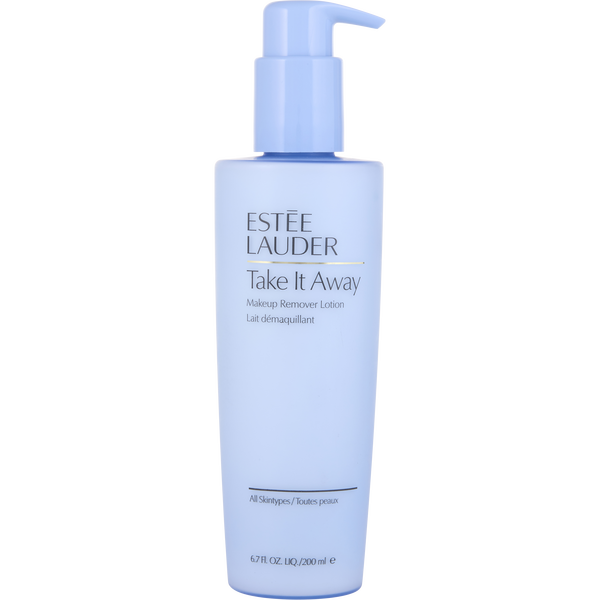 ESTĒE
LAUDER
Take It Away
Makeup Remover Lotion
Lait démaquillant
All Skintypes/Toutes peaux
6.7 FL. OZ. LIQ./200 ml ℮